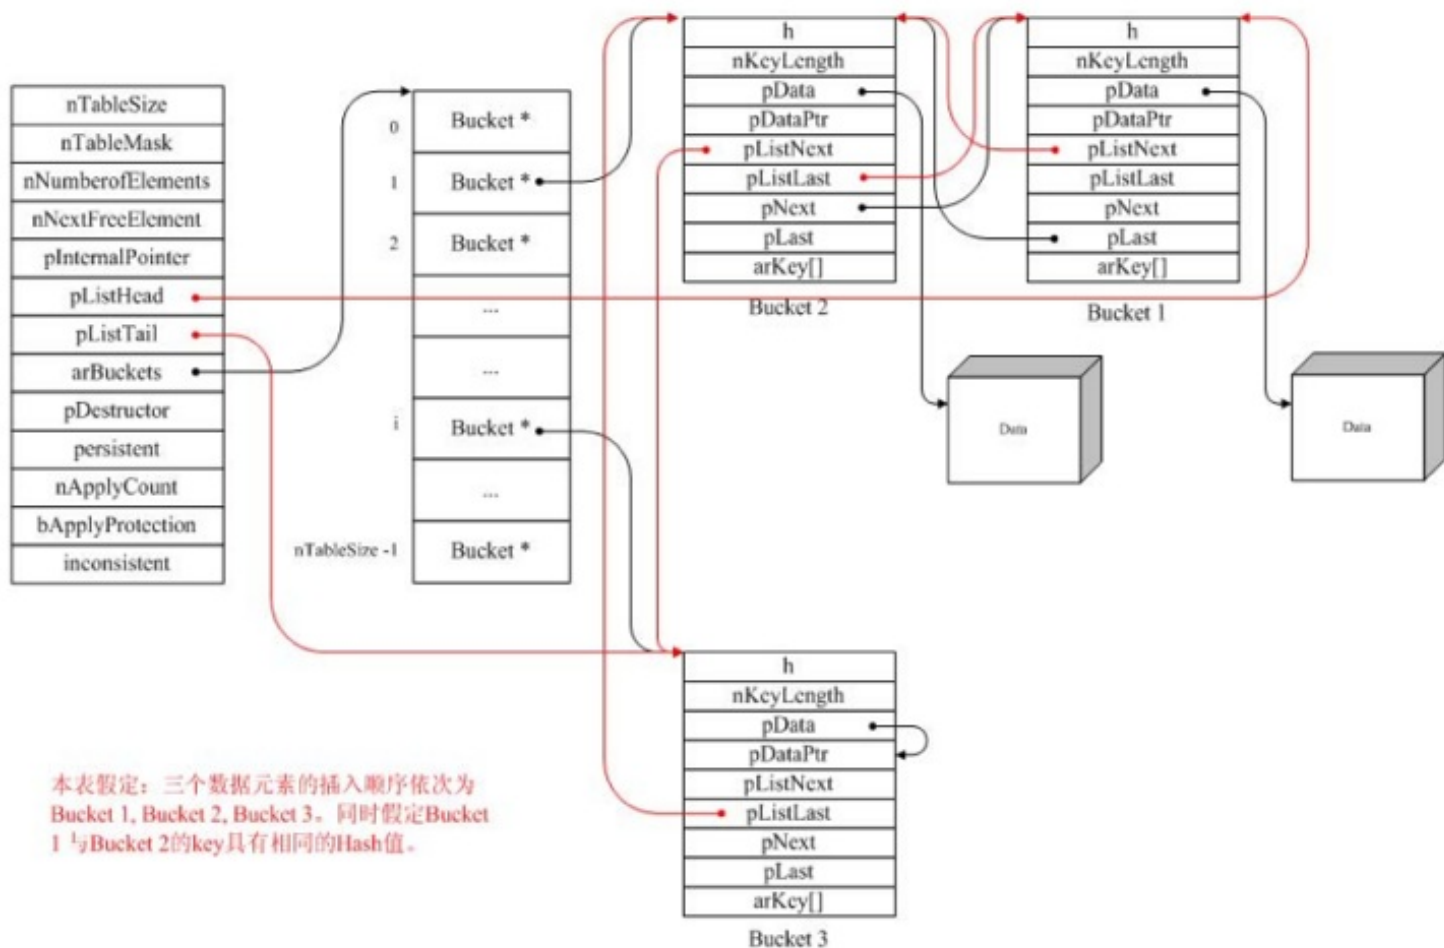 nTableSize
nTableMask
nNumberofElements
nNextFreeElement
pInternalPointer
pListHead
pListTail
arBuckets
pDestructor
persistent
nApplyCount
bApplyProtection
inconsistent
0
Bucket *
1
Bucket *
2
Bucket *
...
...
i
Bucket *
...
nTableSize -1
Bucket *
h
nKeyLength
pData
pDataPtr
pListNext
pListLast
pNext
pLast
arKey[]
Bucket 2
h
nKeyLength
pData
pDataPtr
pListNext
pListLast
pNext
pLast
arKey[]
Bucket 1
Data
Data
h
nKeyLength
pData
pDataPtr
pListNext
pListLast
pNext
pLast
arKey[]
Bucket 3
本表假定：三个数据元素的插入顺序依次为
Bucket 1, Bucket 2, Bucket 3。同时假定Bucket
1 与Bucket 2的key具有相同的Hash值。